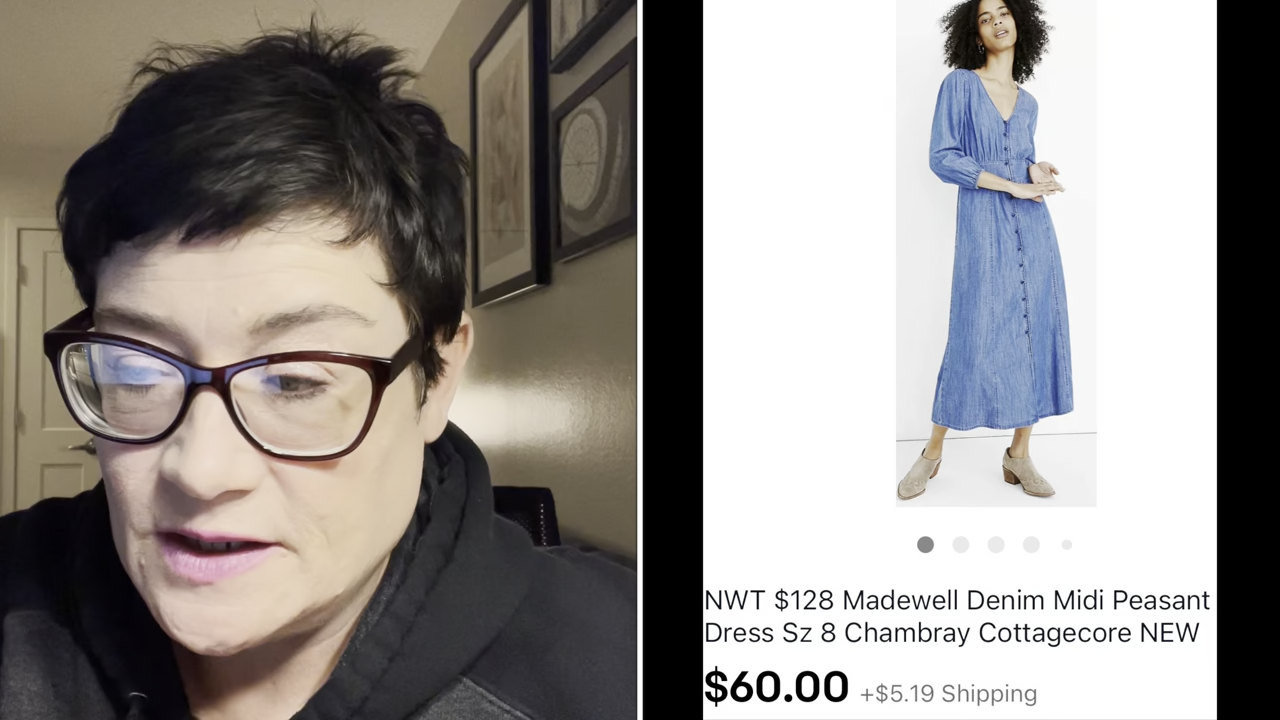 NWT $128 Madewell Denim Midi Peasant
Dress Sz 8 Chambray Cottagecore NEW
$60.00 +$5.19 Shipping